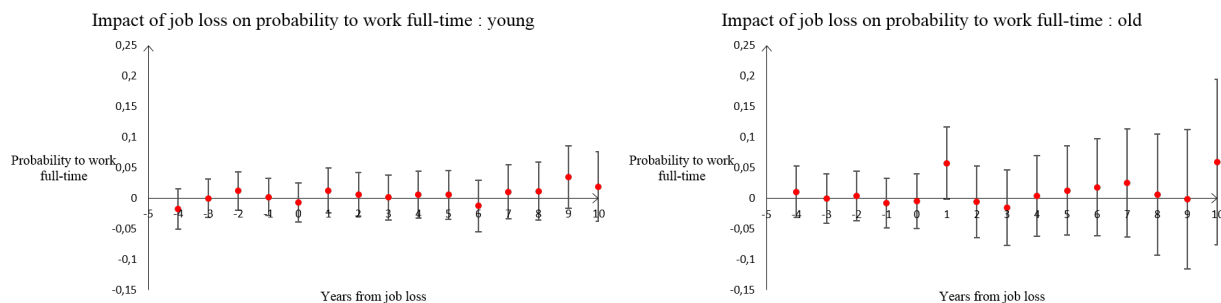 Impact of job loss on probability to work full-time : young
0,25
0,2
0,15
0,1
0,05
0
-0,05
-0,1
-0,15
Probability to work
full-time
-5 -4 -3 -2 -1 0 1 2 3 4 5 6 7 8 9 10
Years from job loss
Impact of job loss on probability to work full-time : old
0,25
0,2
0,15
0,1
0,05
0
-0,05
-0,1
-0,15
Probability to work
full-time
-5 -4 -3 -2 -1 0 1 2 3 4 5 6 7 8 9 10
Years from job loss